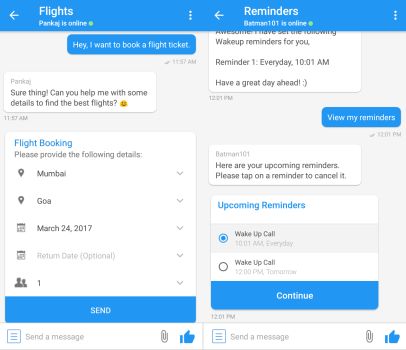 Flights
Pankaj is online
Hey, I want to book a flight ticket.
11:57 AM
Pankaj
Sure thing! Can you help me with some
details to find the best flights? 😀
11:57 AM
Flight Booking
Please provide the following details:
Mumbai
Goa
March 24, 2017
Return Date (Optional)
1
SEND
Send a message
Reminders
Batman101 is online
Awesome! I have set the following
Wakeup reminders for you,
Reminder 1: Everyday, 10:01 AM
Have a great day ahead! :)
12:01 PM
View my reminders
12:01 PM
Batman101
Here are your upcoming reminders.
Please tap on a reminder to cancel it.
Upcoming Reminders
Wake Up Call
10:01 AM, Everyday
Wake Up Call
12:00 PM, Tomorrow
Continue
12:01 PM
Send a message